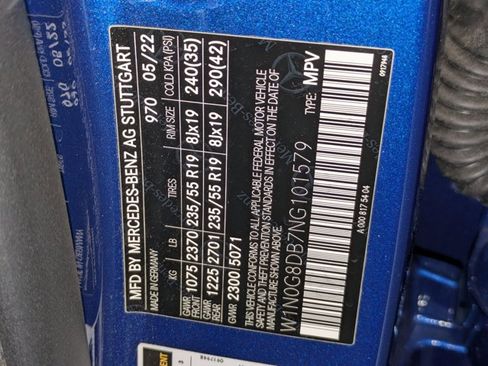 MFD BY MERCEDES-BENZ AG STUTTGART
MADE IN GERMANY 970 05/22
KG LB TIRES RIM SIZE COLD KPA (PSI)
GAWR FRONT 1075 2370 235/55 R19 8Jx19 240(35)
GAWR REAR 1225 2701 235/55 R19 8Jx19 290(42)
GVWR 2300 5071
THIS VEHICLE CONFORMS TO ALL APPLICABLE FEDERAL MOTOR VEHICLE
SAFETY, BUMPER, AND THEFT PREVENTION STANDARDS IN EFFECT ON THE DATE OF
MANUFACTURE SHOWN ABOVE.
W1N0G8DB7NG101579 TYPE: MPV
A 000 817 54 04 0917948